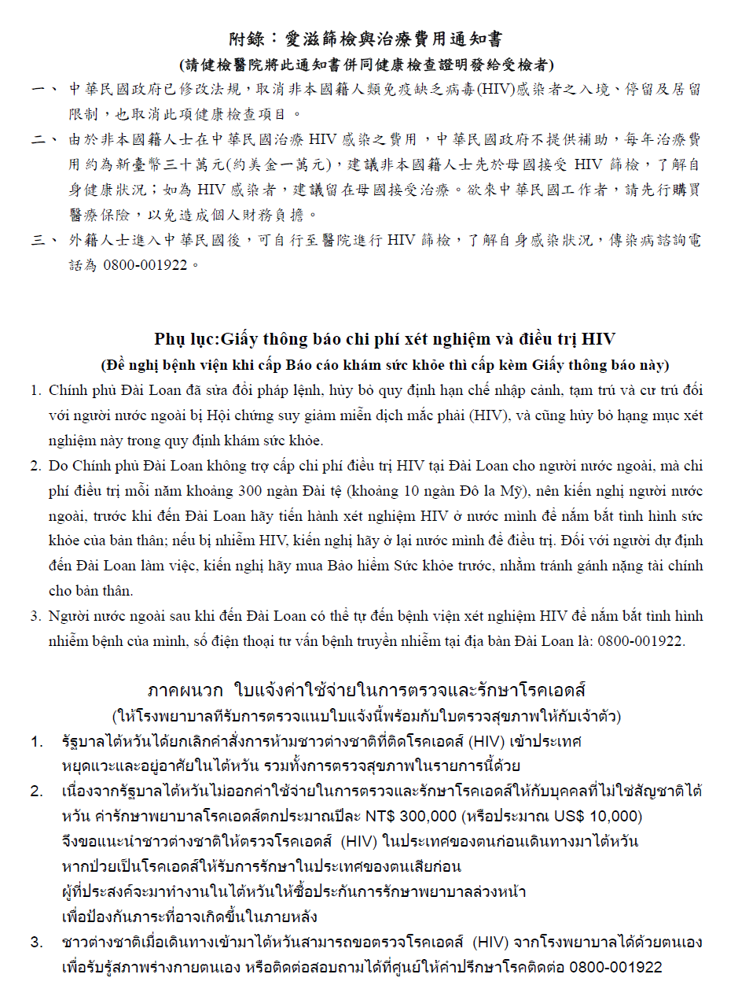 附錄：愛滋篩檢與治療費用通知書
(請健檢醫院將此通知書併同健康檢查證明發給受檢者)
一、 中華民國政府已修改法規，取消非本國籍人類免疫缺乏病毒(HIV)感染者之入境、停留及居留
限制，也取消此項健康檢查項目。
二、 由於非本國籍人士在中華民國治療 HIV 感染之費用，中華民國政府不提供補助，每年治療費
用約為新臺幣三十萬元(約美金一萬元)，建議非本國籍人士先於母國接受 HIV 篩檢，了解自
身健康狀況；如為 HIV 感染者，建議留在母國接受治療。欲來中華民國工作者，請先行購買
醫療保險，以免造成個人財務負擔。
三、 外籍人士進入中華民國後，可自行至醫院進行 HIV 篩檢，了解自身感染狀況，傳染病諮詢電
話為 0800-001922。
Phụ lục:Giấy thông báo chi phí xét nghiệm và điều trị HIV
(Đề nghị bệnh viện khi cấp Báo cáo khám sức khỏe thì cấp kèm Giấy thông báo này)
1. Chính phủ Đài Loan đã sửa đổi pháp lệnh, hủy bỏ quy định hạn chế nhập cảnh, tạm trú và cư trú đối
với người nước ngoài bị Hội chứng suy giảm miễn dịch mắc phải (HIV), và cũng hủy bỏ hạng mục xét
nghiệm này trong quy định khám sức khỏe.
2. Do Chính phủ Đài Loan không trợ cấp chi phí điều trị HIV tại Đài Loan cho người nước ngoài, mà chi
phí điều trị mỗi năm khoảng 300 ngàn Đài tệ (khoảng 10 ngàn Đô la Mỹ), nên kiến nghị người nước
ngoài, trước khi đến Đài Loan hãy tiến hành xét nghiệm HIV ở nước mình để nắm bắt tình hình sức
khỏe của bản thân; nếu bị nhiễm HIV, kiến nghị hãy ở lại nước mình để điều trị. Đối với người dự định
đến Đài Loan làm việc, kiến nghị hãy mua Bảo hiểm Sức khỏe trước, nhằm tránh gánh nặng tài chính
cho bản thân.
3. Người nước ngoài sau khi đến Đài Loan có thể tự đến bệnh viện xét nghiệm HIV để nắm bắt tình hình
nhiễm bệnh của mình, số điện thoại tư vấn bệnh truyền nhiễm tại địa bàn Đài Loan là: 0800-001922.
ภาคผนวก ใบแจ้งค่าใช้จ่ายในการตรวจและรักษาโรคเอดส์
(ให้โรงพยาบาลทีรับการตรวจแนบใบแจ้งนี้พร้อมกับใบตรวจสุขภาพให้กับเจ้าตัว)
1. รัฐบาลไต้หวันได้ยกเลิกคำสั่งการห้ามชาวต่างชาติที่ติดโรคเอดส์ (HIV) เข้าประเทศ
หยุดแวะและอยู่อาศัยในไต้หวัน รวมทั้งการตรวจสุขภาพในรายการนี้ด้วย
2. เนื่องจากรัฐบาลไต้หวันไม่ออกค่าใช้จ่ายในการตรวจและรักษาโรคเอดส์ให้กับบุคคลที่ไม่ใช่สัญชาติไต้
หวัน ค่ารักษาพยาบาลโรคเอดส์ตกประมาณปีละ NT$ 300,000 (หรือประมาณ US$ 10,000)
จึงขอแนะนำชาวต่างชาติให้ตรวจโรคเอดส์ (HIV) ในประเทศของตนก่อนเดินทางมาไต้หวัน
หากป่วยเป็นโรคเอดส์ให้รับการรักษาในประเทศของตนเสียก่อน
ผู้ที่ประสงค์จะมาทำงานในไต้หวันให้ซื้อประกันการรักษาพยาบาลล่วงหน้า
เพื่อป้องกันภาระที่อาจเกิดขึ้นในภายหลัง
3. ชาวต่างชาติเมื่อเดินทางเข้ามาไต้หวันสามารถขอตรวจโรคเอดส์ (HIV) จากโรงพยาบาลได้ด้วยตนเอง
เพื่อรับรู้สภาพร่างกายตนเอง หรือติดต่อสอบถามได้ที่ศูนย์ให้คำปรึกษาโรคติดต่อ 0800-001922